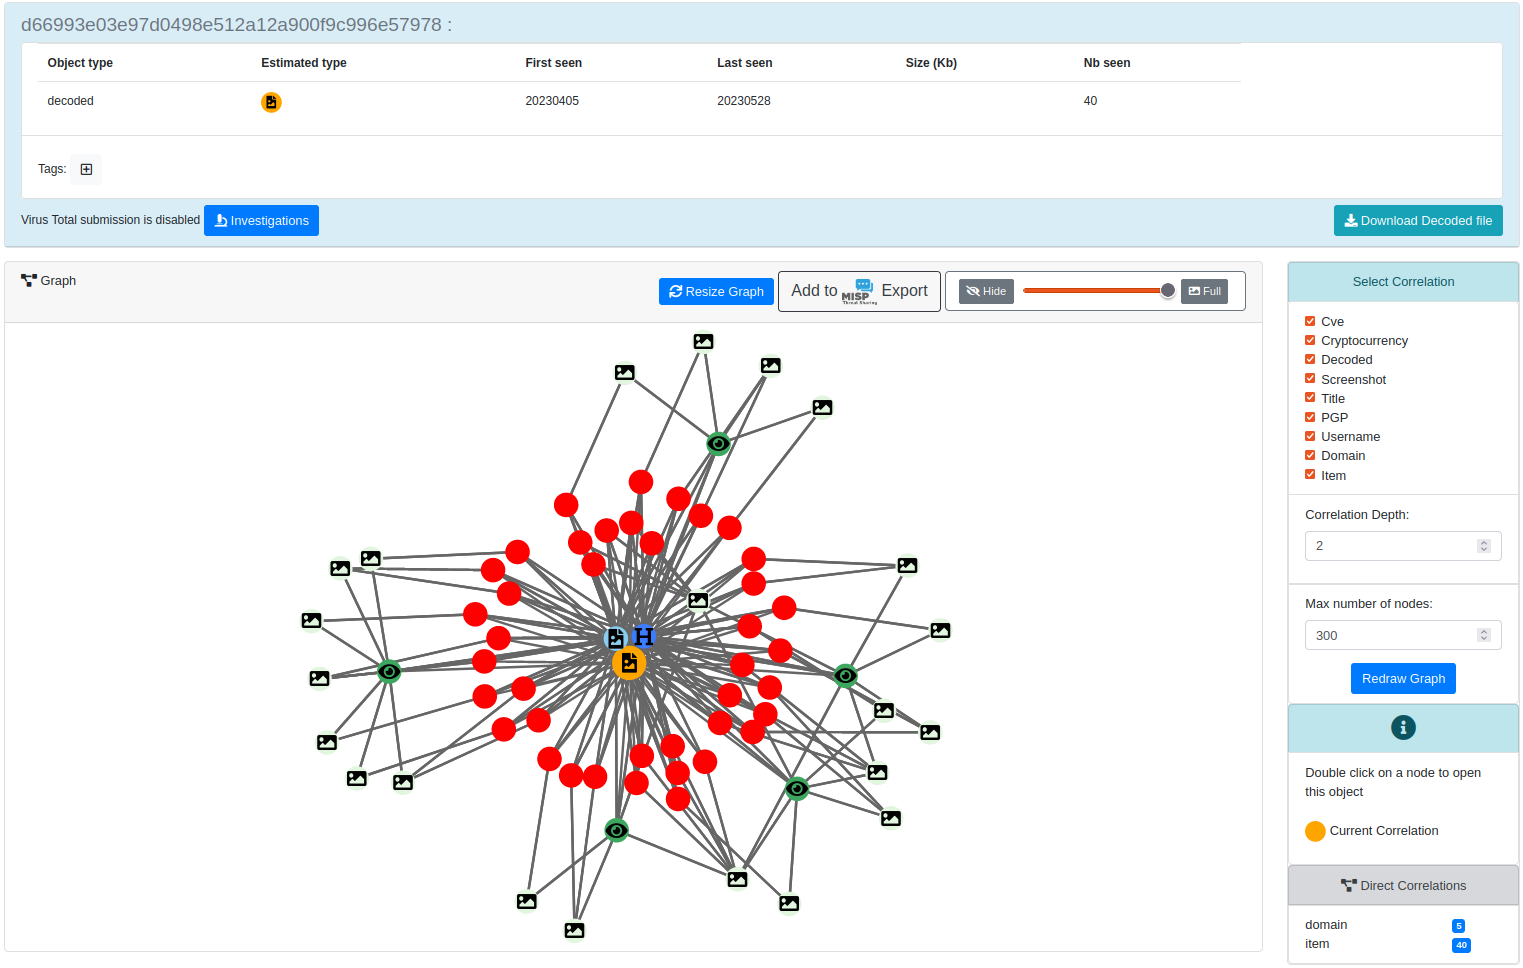 d66993e03e97d0498e512a12a900f9c996e57978 :
Object type Estimated type First seen Last seen Size (Kb) Nb seen
decoded 20230405 20230528 40
Tags:
Virus Total submission is disabled Investigations Download Decoded file
Graph Resize Graph Add to MISP Threat Sharing Export Hide Full
H
Select Correlation
Cve
Cryptocurrency
Decoded
Screenshot
Title
PGP
Username
Domain
Item
Correlation Depth:
2
Max number of nodes:
300
Redraw Graph
Double click on a node to open
this object
Current Correlation
Direct Correlations
domain 5
item 40